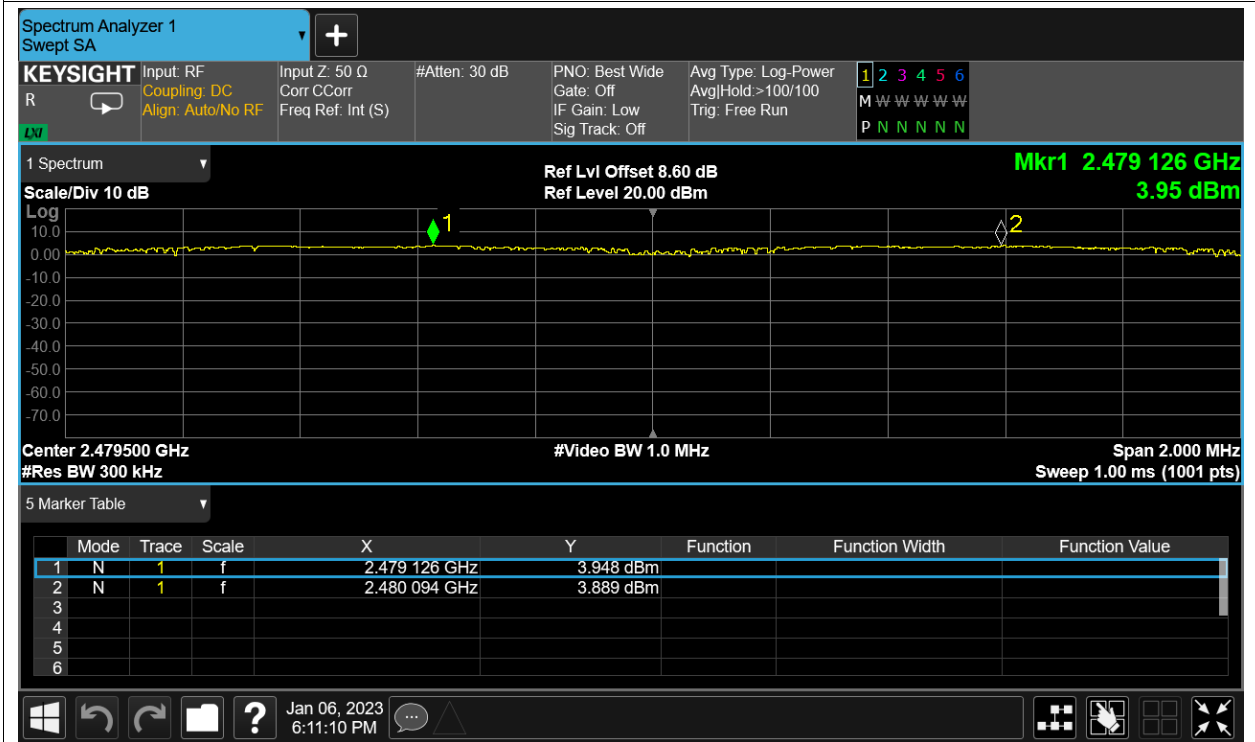 Spectrum Analyzer 1
Swept SA
+
KEYSIGHT
R
LXI
Input: RF
Coupling: DC
Align: Auto/No RF
Input Z: 50 Ω
Corr CCorr
Freq Ref: Int (S)
#Atten: 30 dB
PNO: Best Wide
Gate: Off
IF Gain: Low
Sig Track: Off
Avg Type: Log-Power
Avg|Hold:>100/100
Trig: Free Run
1 2 3 4 5 6
M W W W W W
P N N N N N
1 Spectrum
Scale/Div 10 dB
Ref Lvl Offset 8.60 dB
Ref Level 20.00 dBm
Mkr1 2.479 126 GHz
3.95 dBm
Log
10.0
0.00
-10.0
-20.0
-30.0
-40.0
-50.0
-60.0
-70.0
1
2
Center 2.479500 GHz
#Res BW 300 kHz
#Video BW 1.0 MHz
Span 2.000 MHz
Sweep 1.00 ms (1001 pts)
5 Marker Table
Mode Trace Scale X Y Function Function Width Function Value
1 N 1 f 2.479 126 GHz 3.948 dBm
2 N 1 f 2.480 094 GHz 3.889 dBm
3
4
5
6
?
Jan 06, 2023
6:11:10 PM